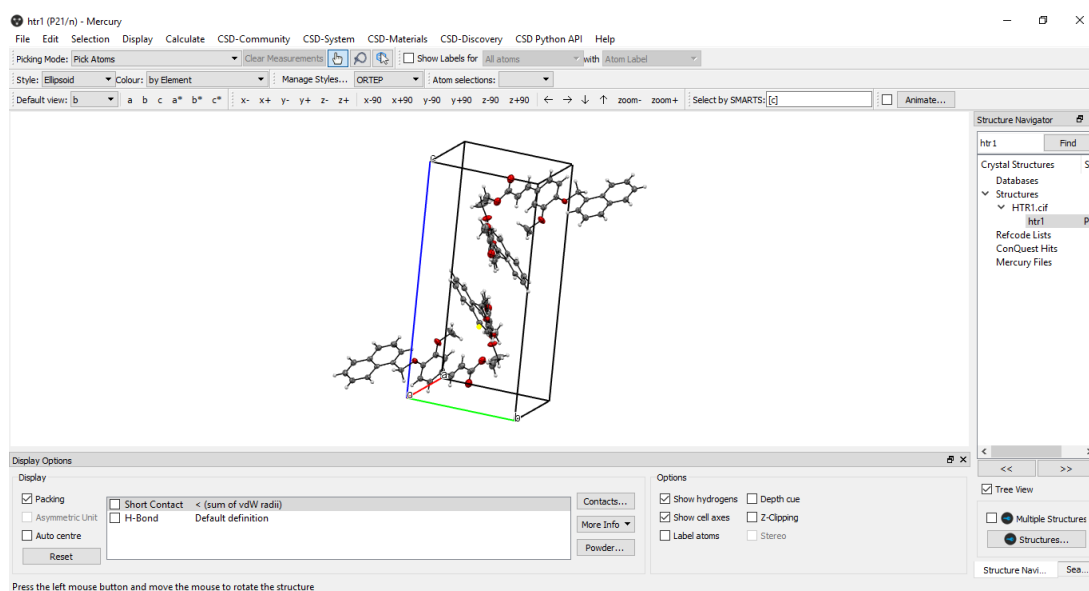 htr1 (P21/n) - Mercury
File Edit Selection Display Calculate CSD-Community CSD-System CSD-Materials CSD-Discovery CSD Python API Help
Picking Mode: Pick Atoms Clear Measurements Show Labels for All atoms with Atom Label
Style: Ellipsoid Colour: by Element Manage Styles... ORTEP Atom selections:
Default view: b a b c a* b* c* x- x+ y- y+ z- z+ x-90 x+90 y-90 y+90 z-90 z+90 ← → ↓ ↑ zoom- zoom+ Select by SMARTS: [c] Animate...
Structure Navigator
htr1 Find
Crystal Structures S
Databases
Structures
HTR1.cif
htr1 P
Refcode Lists
ConQuest Hits
Mercury Files
c
a
o
b
<< >>
Tree View
Multiple Structures
Structures...
Structure Navi... Sea...
Display Options
Display
Packing
Asymmetric Unit
Auto centre
Reset
Short Contact < (sum of vdW radii)
H-Bond Default definition
Contacts...
More Info
Powder...
Options
Show hydrogens Depth cue
Show cell axes Z-Clipping
Label atoms Stereo
Press the left mouse button and move the mouse to rotate the structure